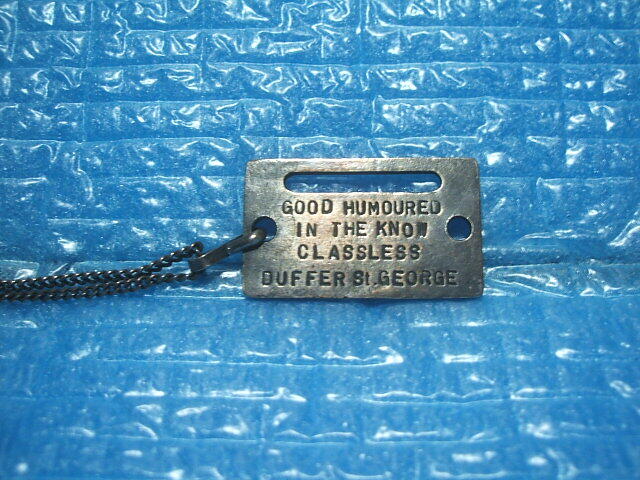 GOOD HUMOURED
IN THE KNOW
CLASSLESS
DUFFER St. GEORGE